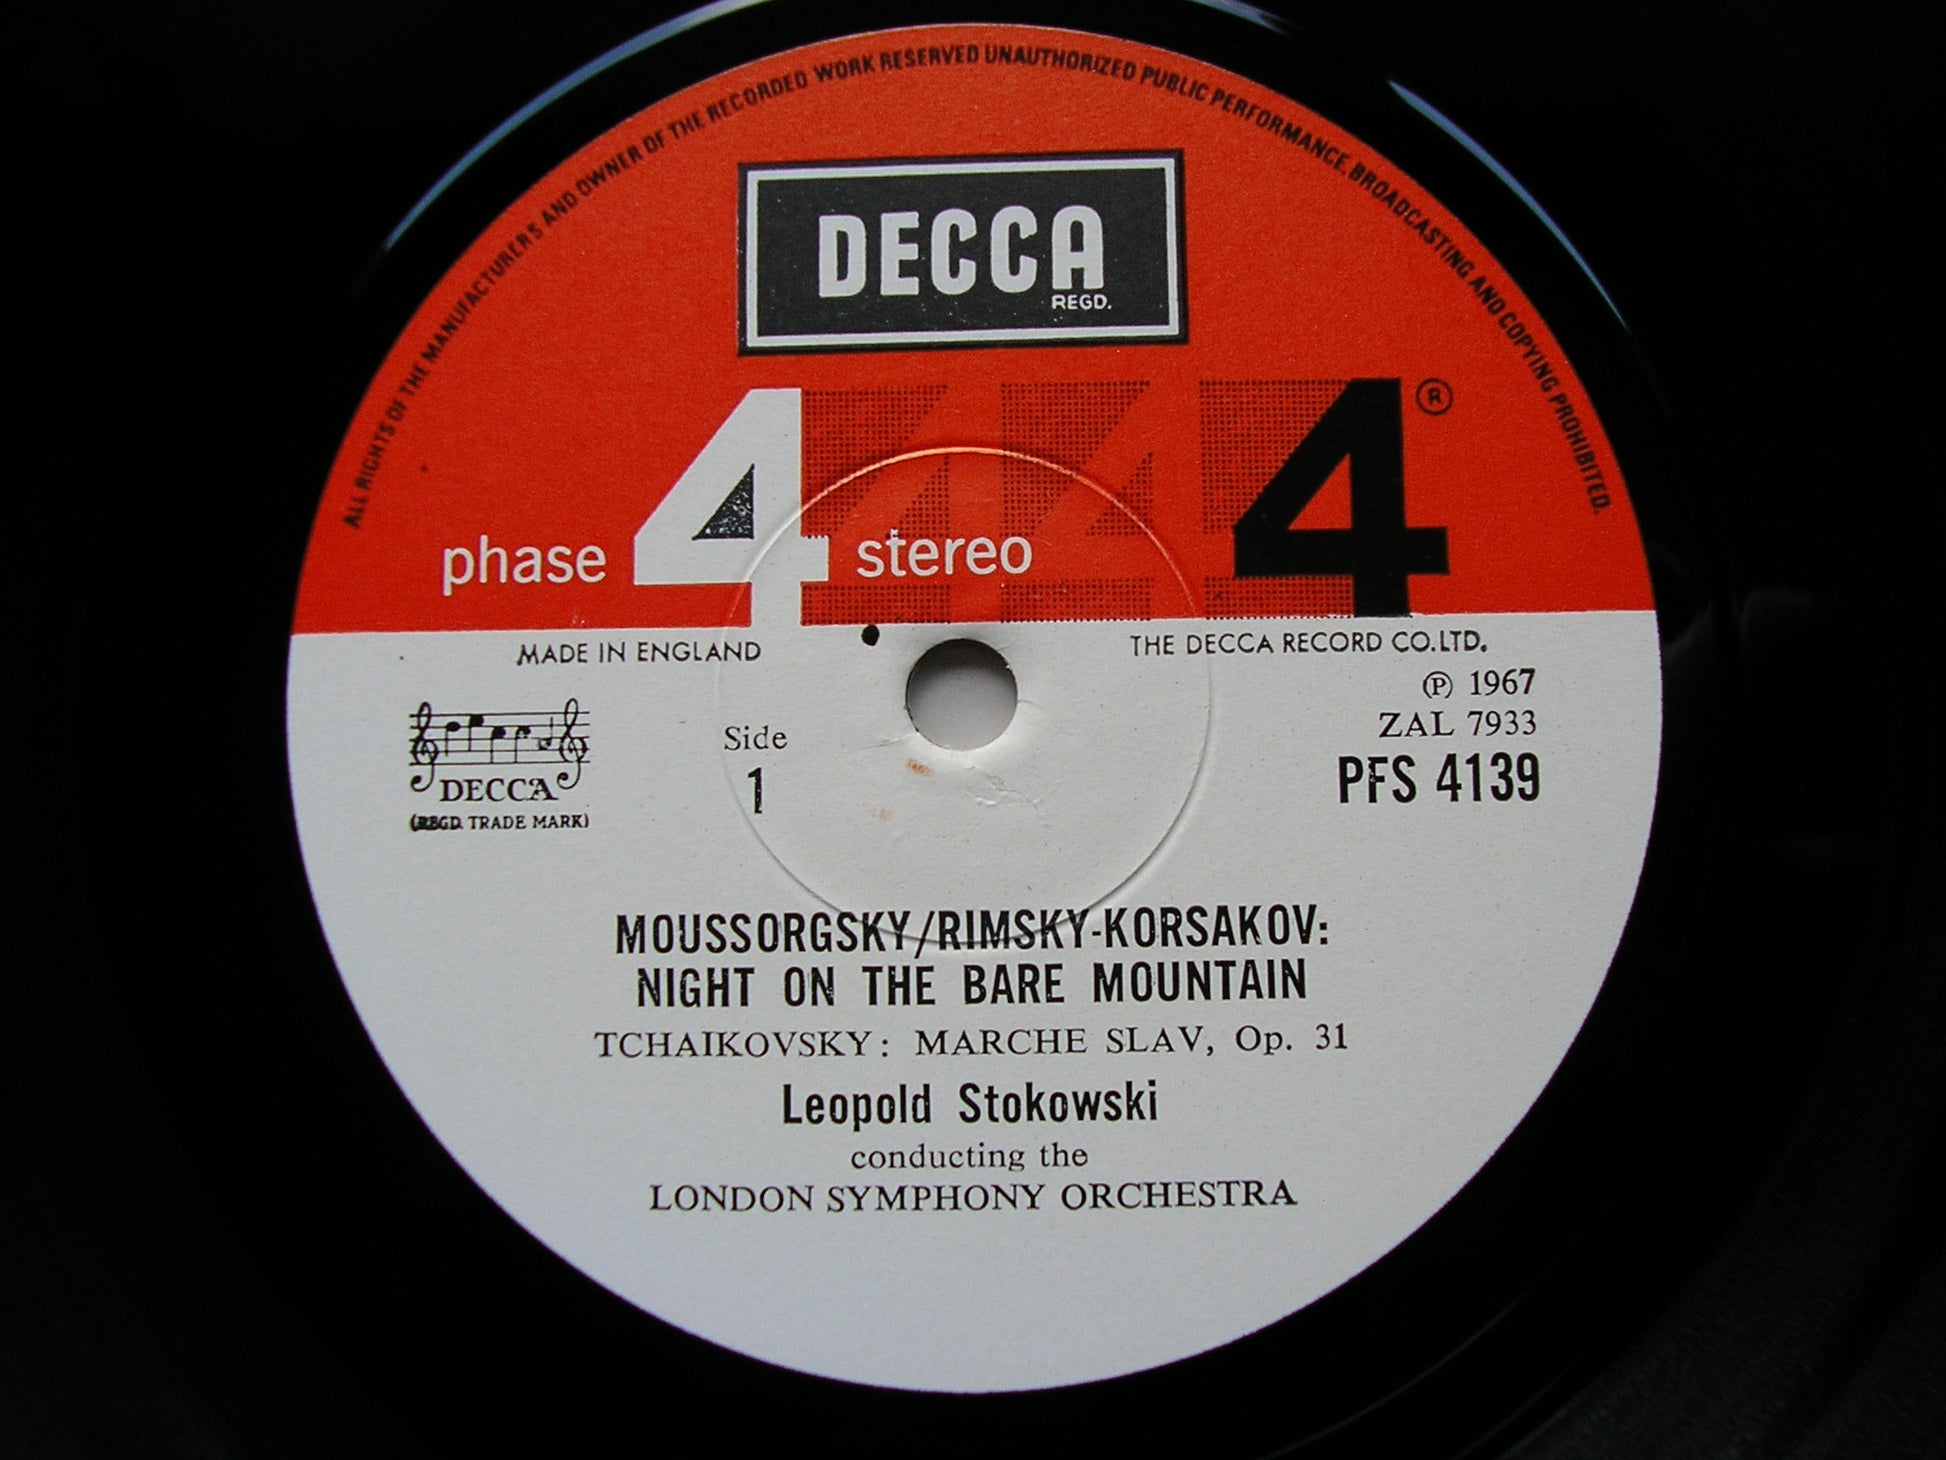 ALL RIGHTS OF THE MANUFACTURERS AND OWNER OF THE RECORDED WORK RESERVED UNAUTHORIZED PUBLIC PERFORMANCE, BROADCASTING AND COPYING PROHIBITED.
DECCA
REGD.
phase 4 stereo 4 ®
MADE IN ENGLAND
THE DECCA RECORD CO. LTD.
℗ 1967
ZAL 7933
PFS 4139
DECCA
(REGD. TRADE MARK)
Side
1
MOUSSORGSKY/RIMSKY-KORSAKOV:
NIGHT ON THE BARE MOUNTAIN
TCHAIKOVSKY: MARCHE SLAV, Op. 31
Leopold Stokowski
conducting the
LONDON SYMPHONY ORCHESTRA